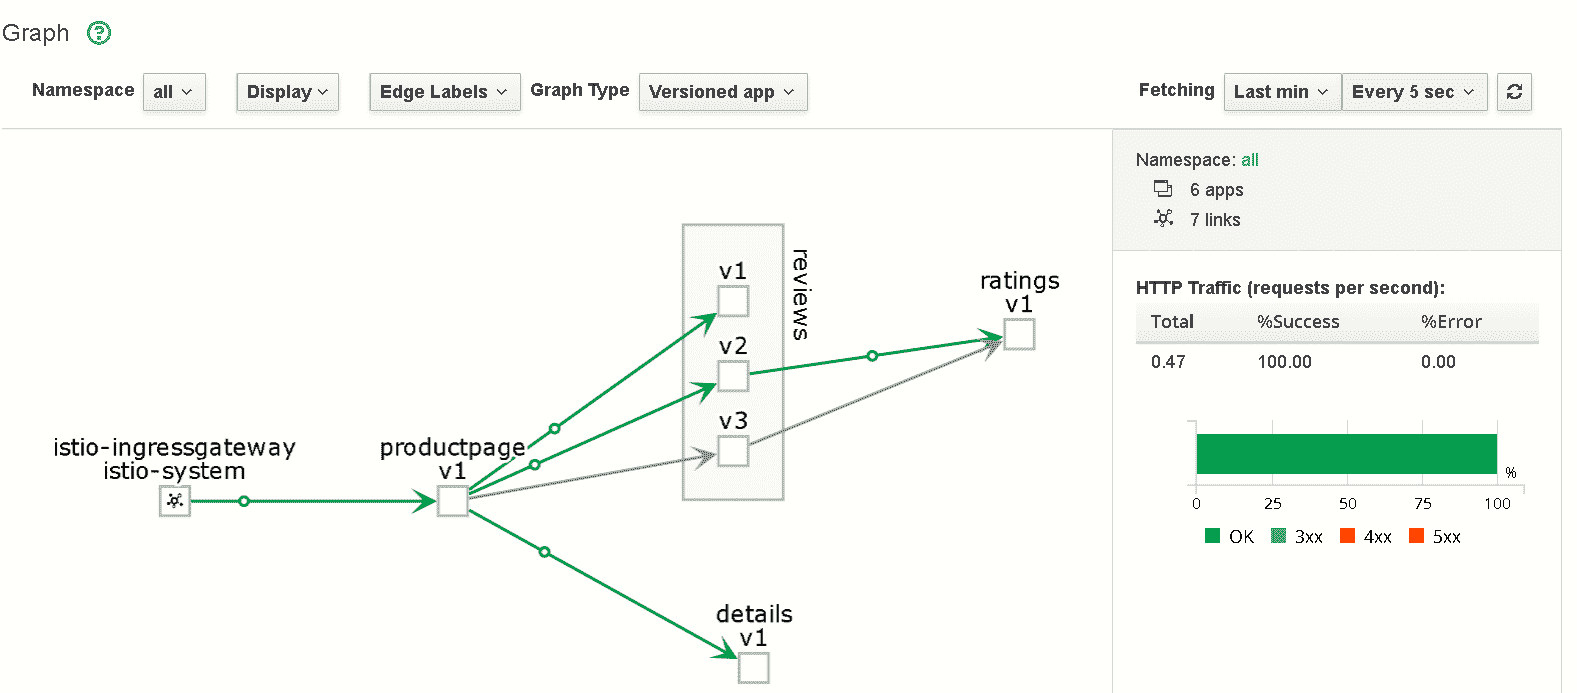 Graph ?
Namespace all Display Edge Labels Graph Type Versioned app Fetching Last min Every 5 sec
Namespace: all
6 apps
7 links
HTTP Traffic (requests per second):
Total %Success %Error
0.47 100.00 0.00
%
0 25 50 75 100
OK 3xx 4xx 5xx
reviews
v1
v2
v3
ratings
v1
istio-ingressgateway
istio-system
productpage
v1
details
v1